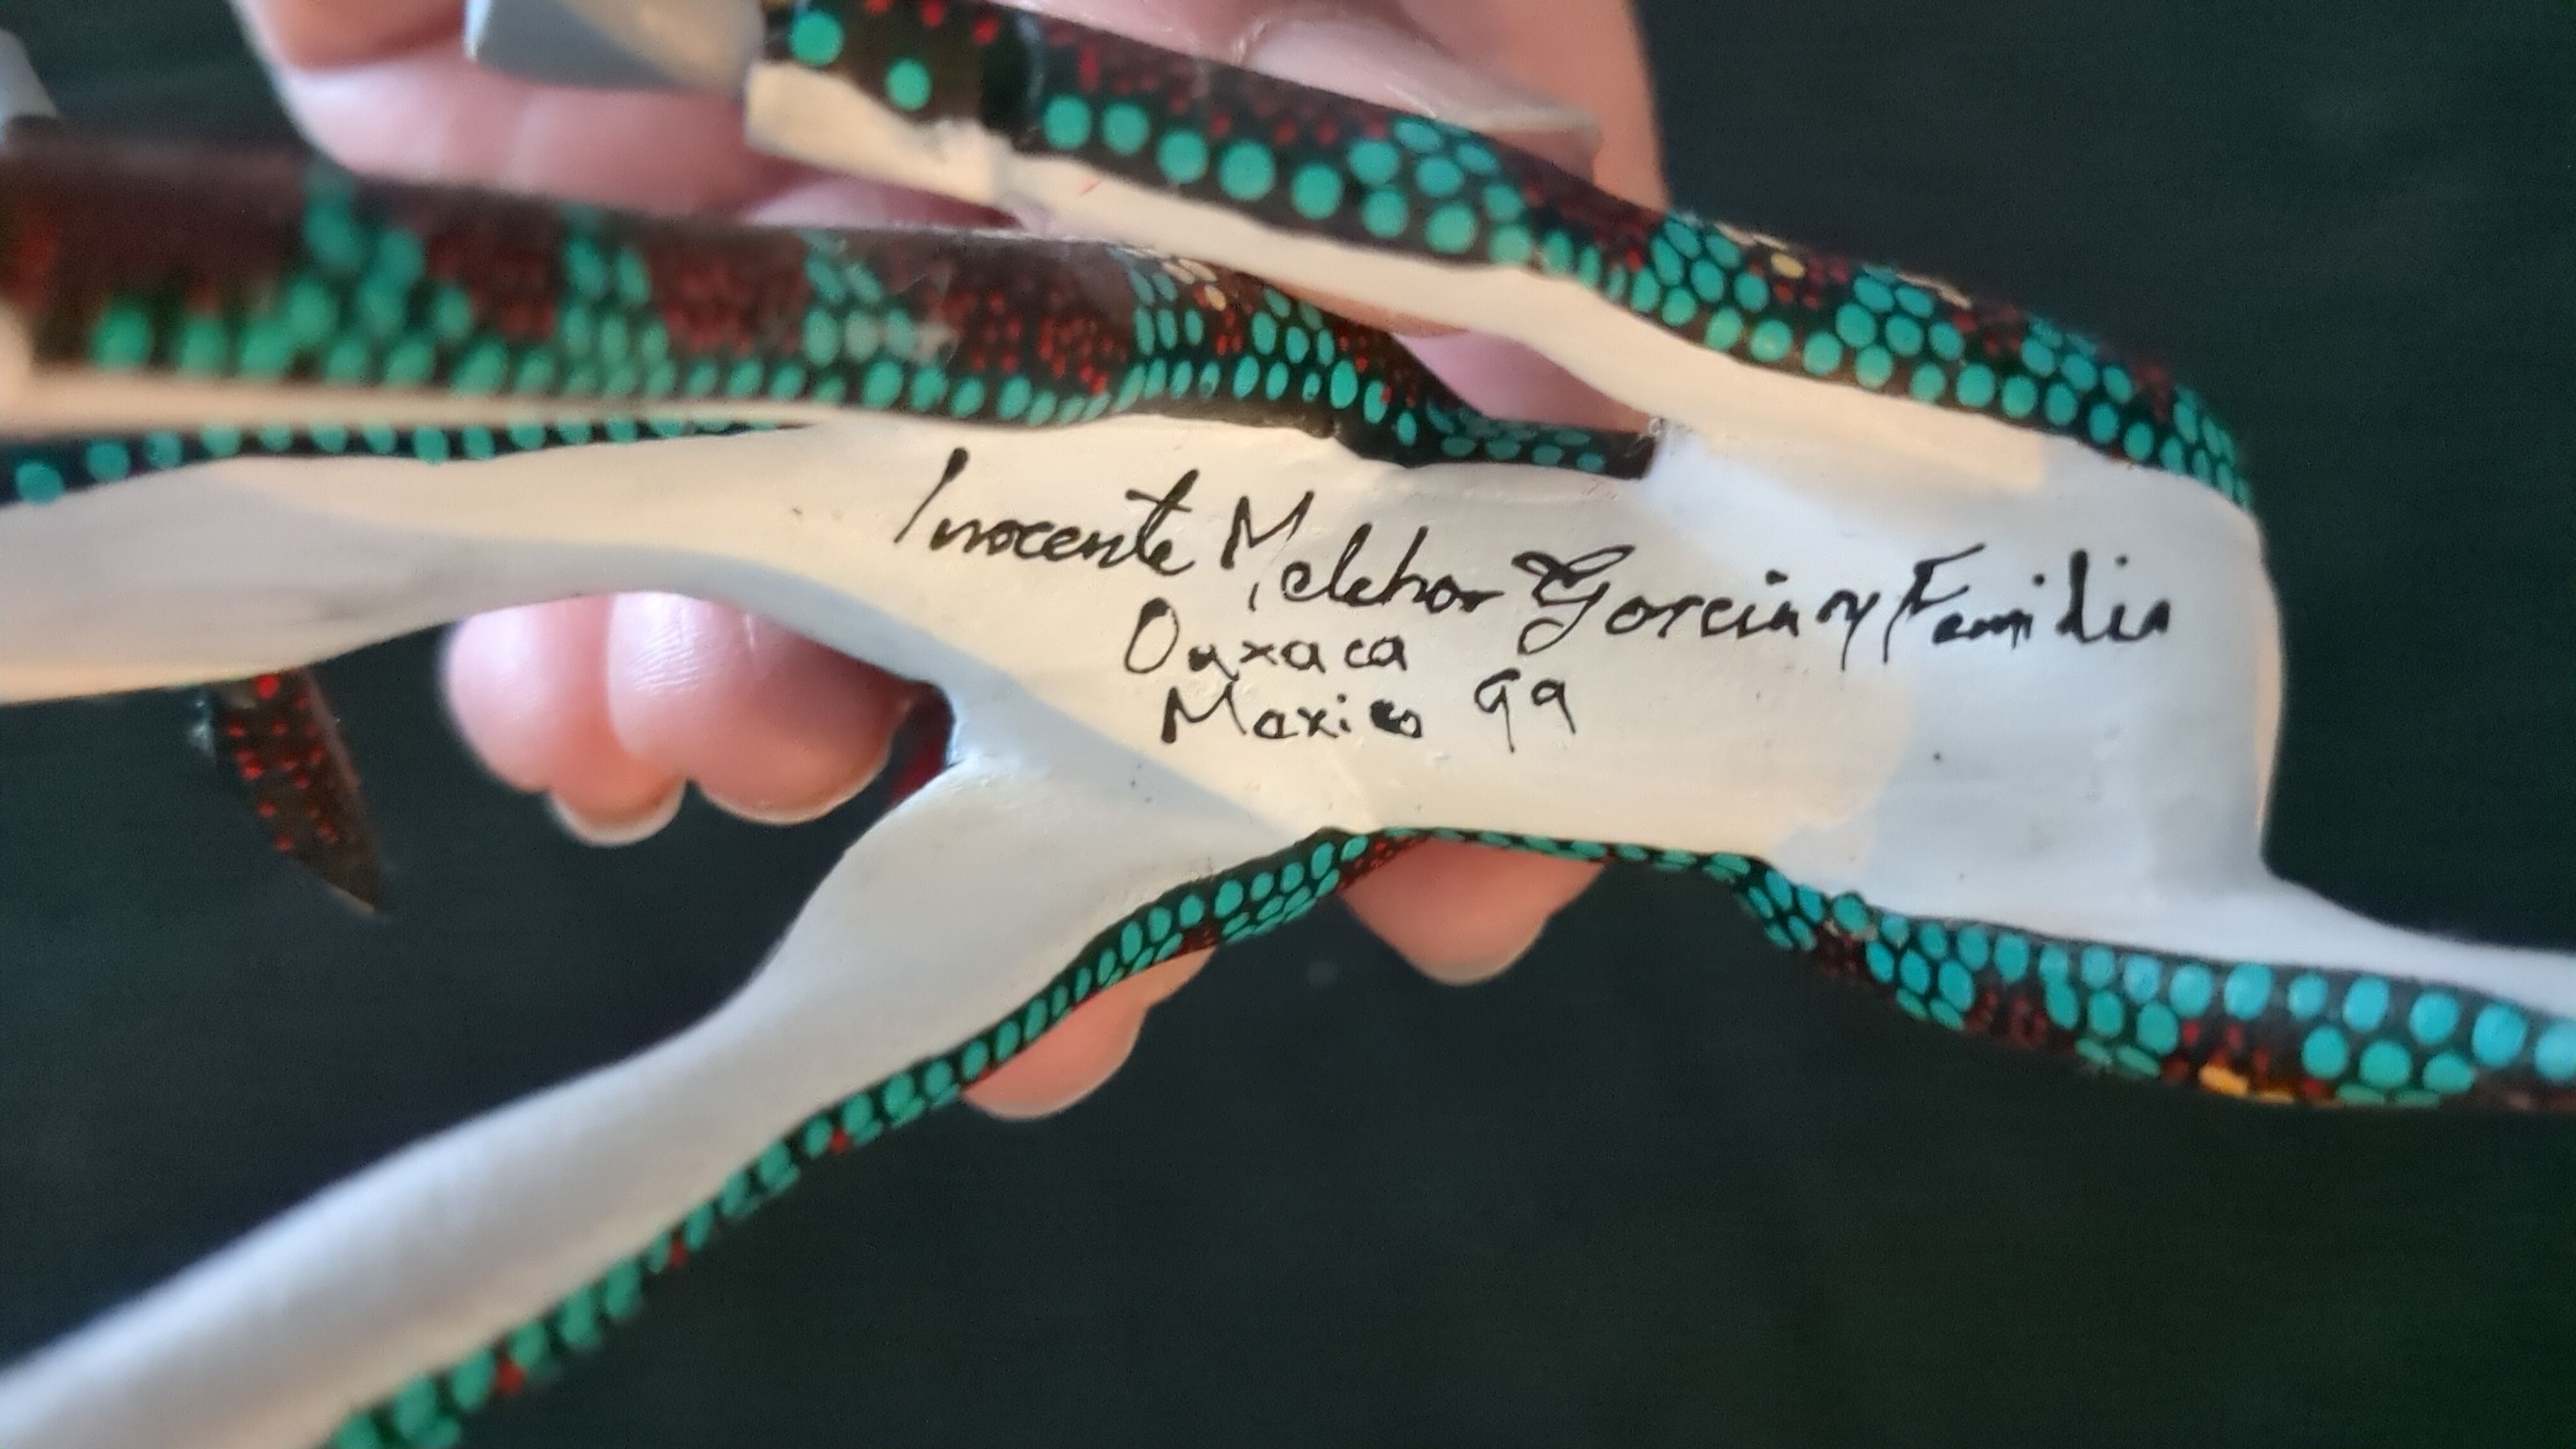 Inocente Melchor Garcia y Familia
Oaxaca
Mexico 99